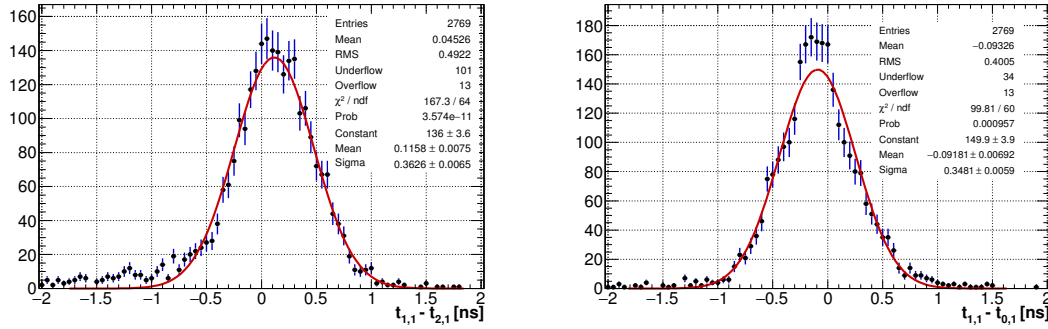 160
140
120
100
80
60
40
20
0
−2 −1.5 −1 −0.5 0 0.5 1 1.5 2
t1,1 - t2,1 [ns]
Entries 2769
Mean 0.04526
RMS 0.4922
Underflow 101
Overflow 13
χ² / ndf 167.3 / 64
Prob 3.574e−11
Constant 136 ± 3.6
Mean 0.1158 ± 0.0075
Sigma 0.3626 ± 0.0065
180
160
140
120
100
80
60
40
20
0
−2 −1.5 −1 −0.5 0 0.5 1 1.5 2
t1,1 - t0,1 [ns]
Entries 2769
Mean −0.09326
RMS 0.4005
Underflow 34
Overflow 13
χ² / ndf 99.81 / 60
Prob 0.000957
Constant 149.9 ± 3.9
Mean −0.09181 ± 0.00692
Sigma 0.3481 ± 0.0059